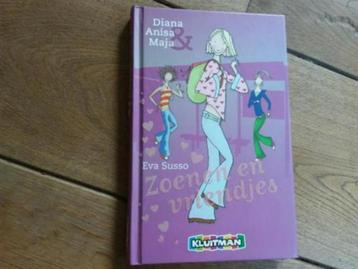 Diana
Anisa
&
Maja
Eva Susso
Zoenen en
vriendjes
KLUITMAN